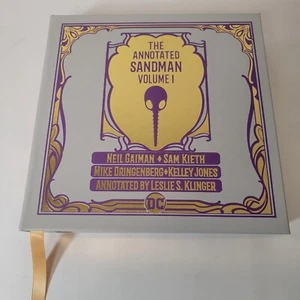 THE
ANNOTATED
SANDMAN
VOLUME I
NEIL GAIMAN ✦ SAM KIETH
MIKE DRINGENBERG ✦ KELLEY JONES
ANNOTATED BY LESLIE S. KLINGER
DC